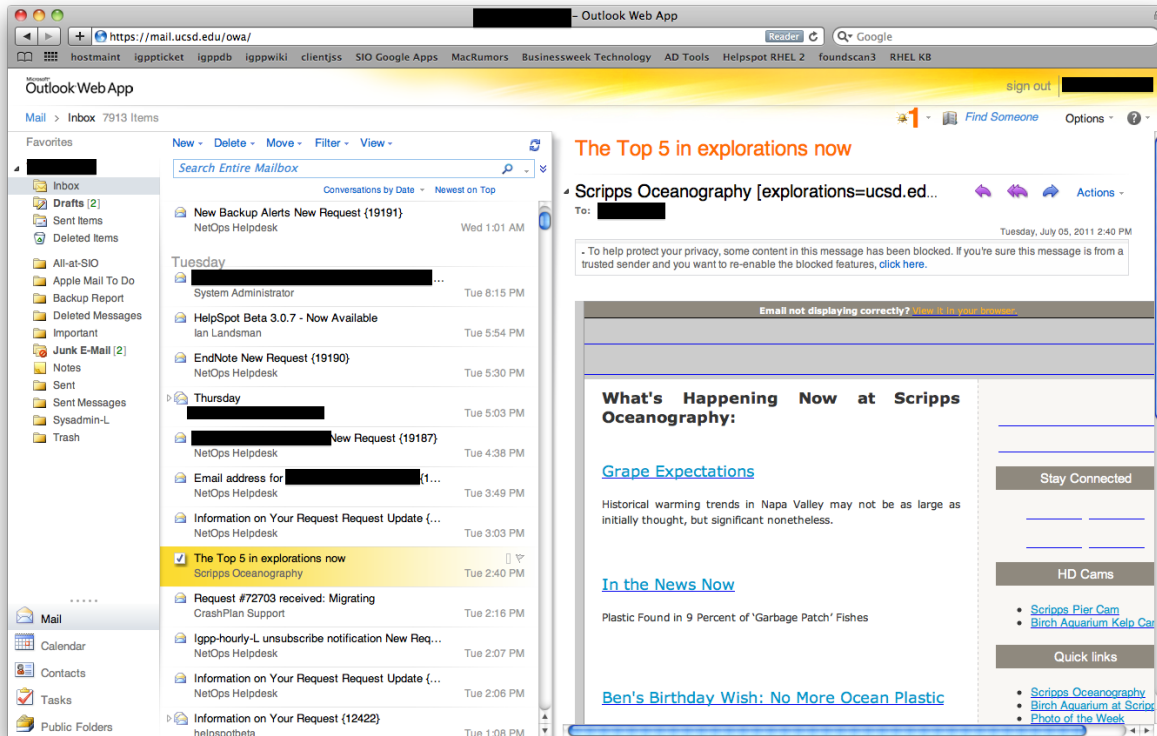 – Outlook Web App
https://mail.ucsd.edu/owa/
Reader
Google
hostmaint igppticket igppdb igppwiki clientjss SIO Google Apps MacRumors Businessweek Technology AD Tools Helpspot RHEL 2 foundscan3 RHEL KB
Microsoft
Outlook Web App
sign out
Mail > Inbox 7913 Items
1
Find Someone
Options
Favorites
Inbox
Drafts [2]
Sent Items
Deleted Items
All-at-SIO
Apple Mail To Do
Backup Report
Deleted Messages
Important
Junk E-Mail [2]
Notes
Sent
Sent Messages
Sysadmin-L
Trash
Mail
Calendar
Contacts
Tasks
Public Folders
New Delete Move Filter View
Search Entire Mailbox
Conversations by Date Newest on Top
New Backup Alerts New Request {19191}
NetOps Helpdesk Wed 1:01 AM
Tuesday
...
System Administrator Tue 8:15 PM
HelpSpot Beta 3.0.7 - Now Available
Ian Landsman Tue 5:54 PM
EndNote New Request {19190}
NetOps Helpdesk Tue 5:30 PM
Thursday
Tue 5:03 PM
New Request {19187}
NetOps Helpdesk Tue 4:38 PM
Email address for {1...
NetOps Helpdesk Tue 3:49 PM
Information on Your Request Request Update {...
NetOps Helpdesk Tue 3:03 PM
The Top 5 in explorations now
Scripps Oceanography Tue 2:40 PM
Request #72703 received: Migrating
CrashPlan Support Tue 2:16 PM
Igpp-hourly-L unsubscribe notification New Req...
NetOps Helpdesk Tue 2:07 PM
Information on Your Request Request Update {...
NetOps Helpdesk Tue 2:06 PM
Information on Your Request {12422}
helpspotbeta Tue 1:08 PM
The Top 5 in explorations now
Scripps Oceanography [explorations=ucsd.ed...
Actions
To:
Tuesday, July 05, 2011 2:40 PM
- To help protect your privacy, some content in this message has been blocked. If you're sure this message is from a
trusted sender and you want to re-enable the blocked features, click here.
Email not displaying correctly? View it in your browser.
What's Happening Now at Scripps
Oceanography:
Grape Expectations
Historical warming trends in Napa Valley may not be as large as
initially thought, but significant nonetheless.
In the News Now
Plastic Found in 9 Percent of ‘Garbage Patch’ Fishes
Ben's Birthday Wish: No More Ocean Plastic
Stay Connected
HD Cams
Scripps Pier Cam
Birch Aquarium Kelp Car
Quick links
Scripps Oceanography
Birch Aquarium at Scripp
Photo of the Week